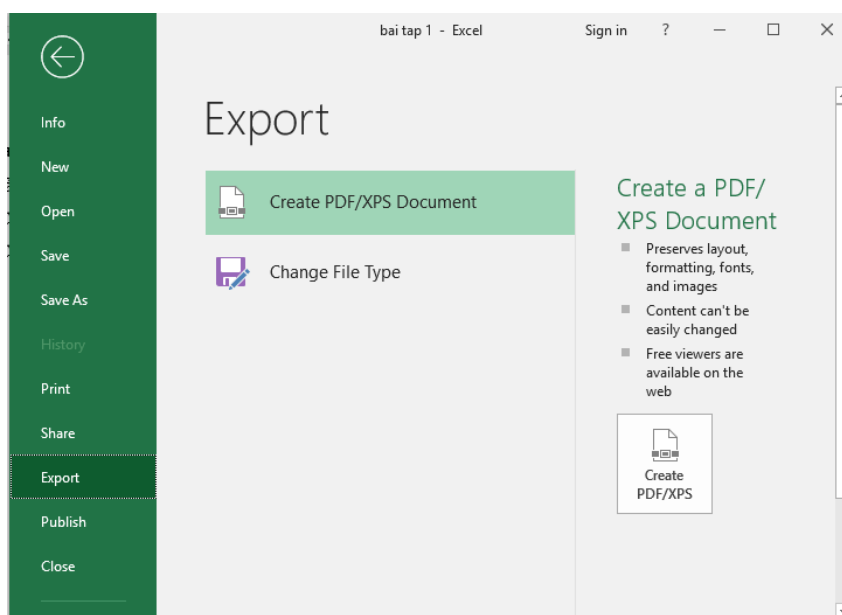 bai tap 1 - Excel
Sign in
?
Info
New
Open
Save
Save As
History
Print
Share
Export
Publish
Close
Export
Create PDF/XPS Document
Change File Type
Create a PDF/
XPS Document
Preserves layout,
formatting, fonts,
and images
Content can't be
easily changed
Free viewers are
available on the
web
Create
PDF/XPS